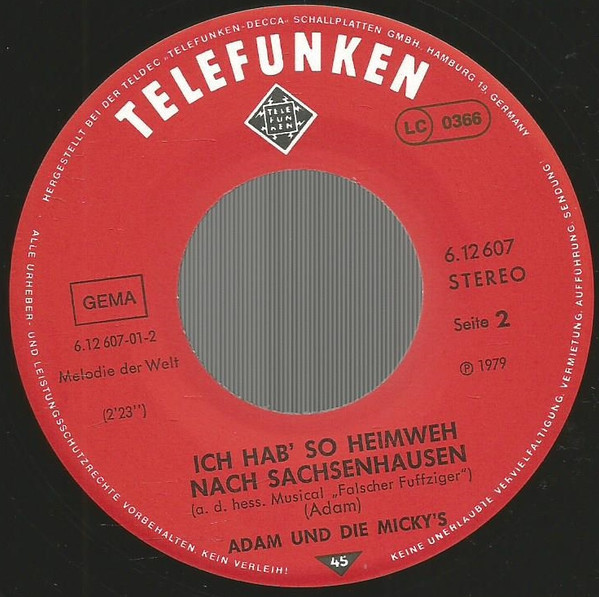 HERGESTELLT BEI DER TELDEC „TELEFUNKEN-DECCA" SCHALLPLATTEN GMBH, HAMBURG 19, GERMANY
TELEFUNKEN
TELE
FUN
KEN
LC 0366
6.12607
STEREO
Seite 2
℗ 1979
GEMA
6.12 607-01-2
Melodie der Welt
(2'23")
ICH HAB' SO HEIMWEH
NACH SACHSENHAUSEN
(a. d. hess. Musical „Falscher Fuffziger")
(Adam)
ADAM UND DIE MICKY'S
45
ALLE URHEBER- UND LEISTUNGSSCHUTZRECHTE VORBEHALTEN. KEIN VERLEIH!
KEINE UNERLAUBTE VERVIELFALTIGUNG, VERMIETUNG, AUFFÜHRUNG, SENDUNG!